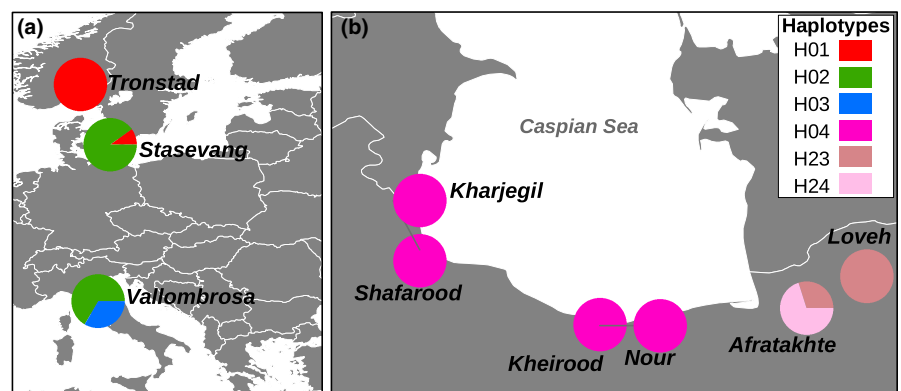 (a)
Tronstad
Stasevang
Vallombrosa
(b)
Caspian Sea
Kharjegil
Shafarood
Kheirood
Nour
Afratakhte
Loveh
Haplotypes
H01
H02
H03
H04
H23
H24